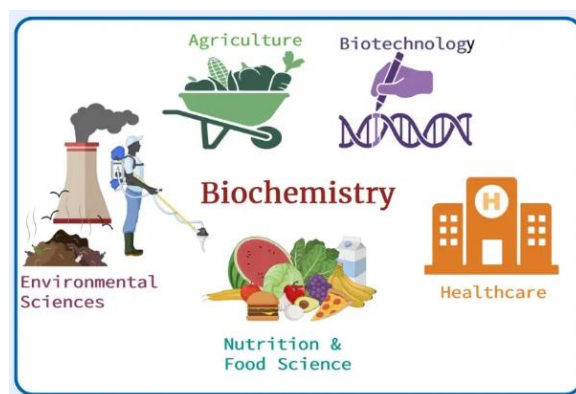 Agriculture
Biotechnology
Biochemistry
H
Environmental
Sciences
Healthcare
Nutrition &
Food Science